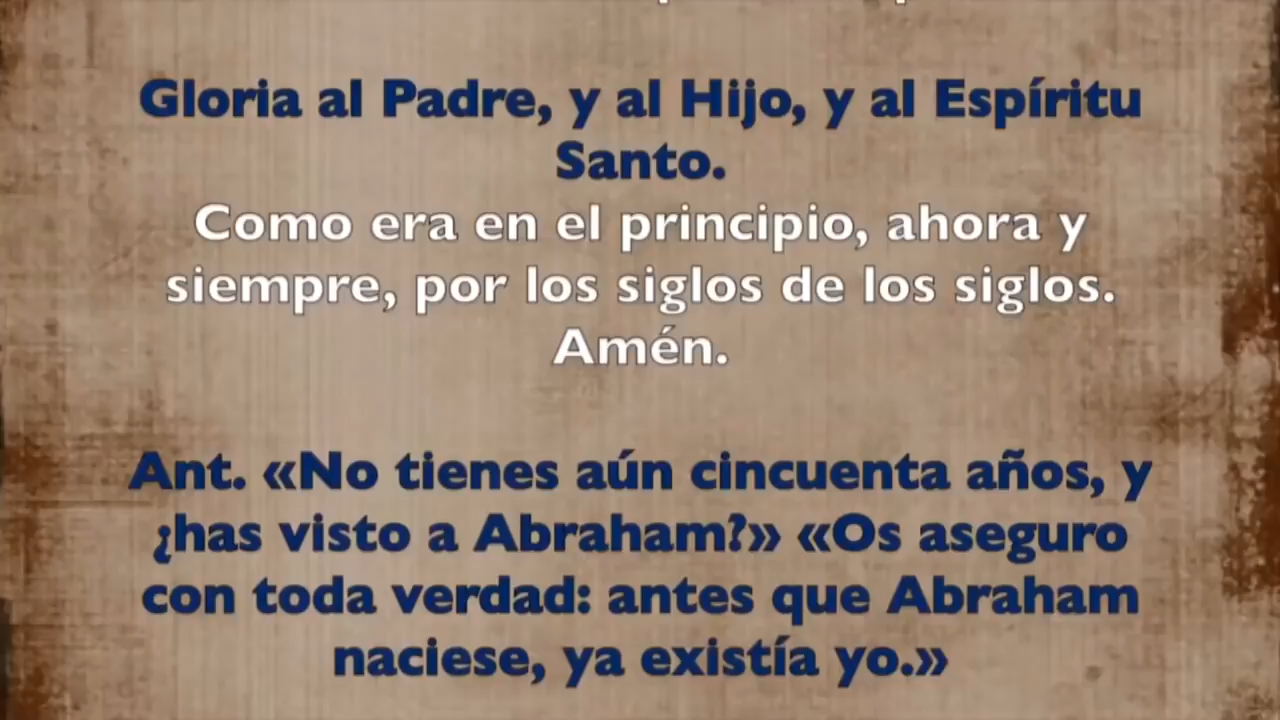 Gloria al Padre, y al Hijo, y al Espíritu
Santo.
Como era en el principio, ahora y
siempre, por los siglos de los siglos.
Amén.
Ant. «No tienes aún cincuenta años, y
¿has visto a Abraham?» «Os aseguro
con toda verdad: antes que Abraham
naciese, ya existía yo.»